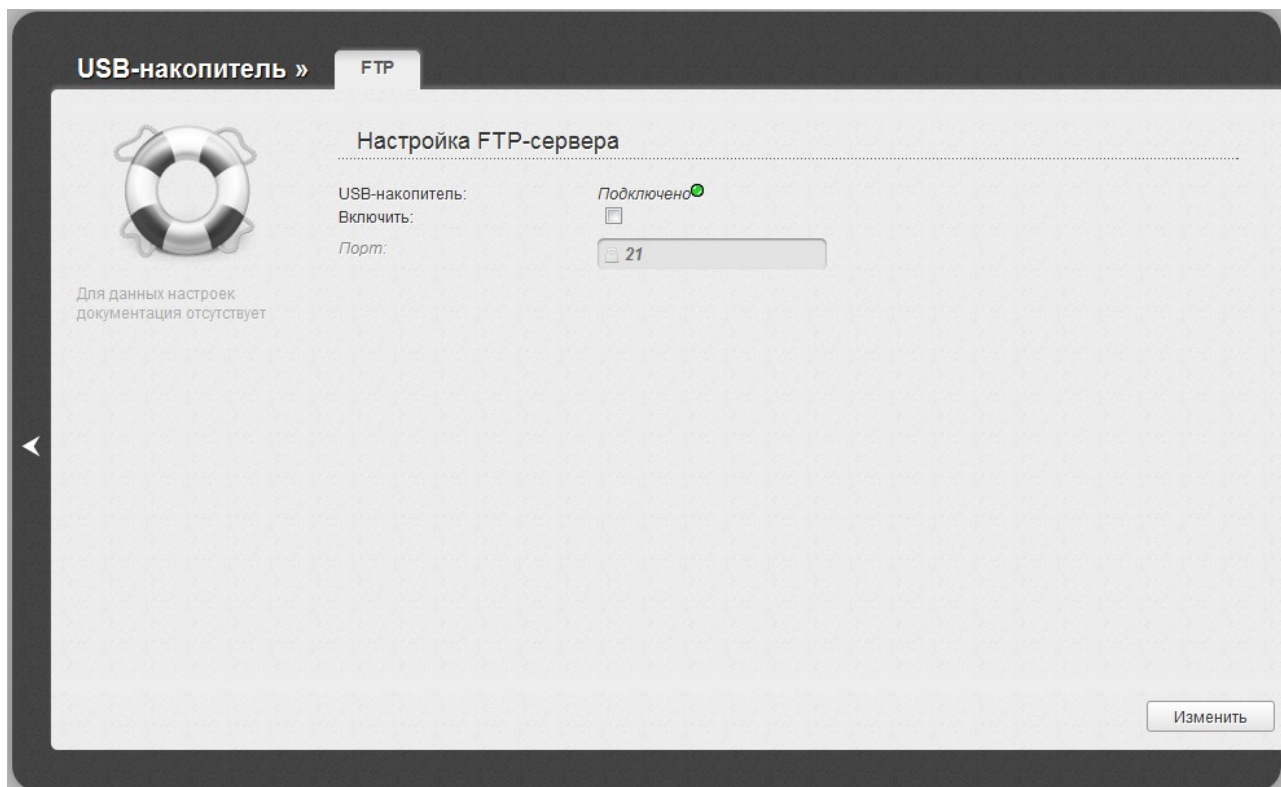 USB-накопитель »
FTP
Настройка FTP-сервера
USB-накопитель:
Подключено
Включить:
Порт:
21
Для данных настроек
документация отсутствует
Изменить